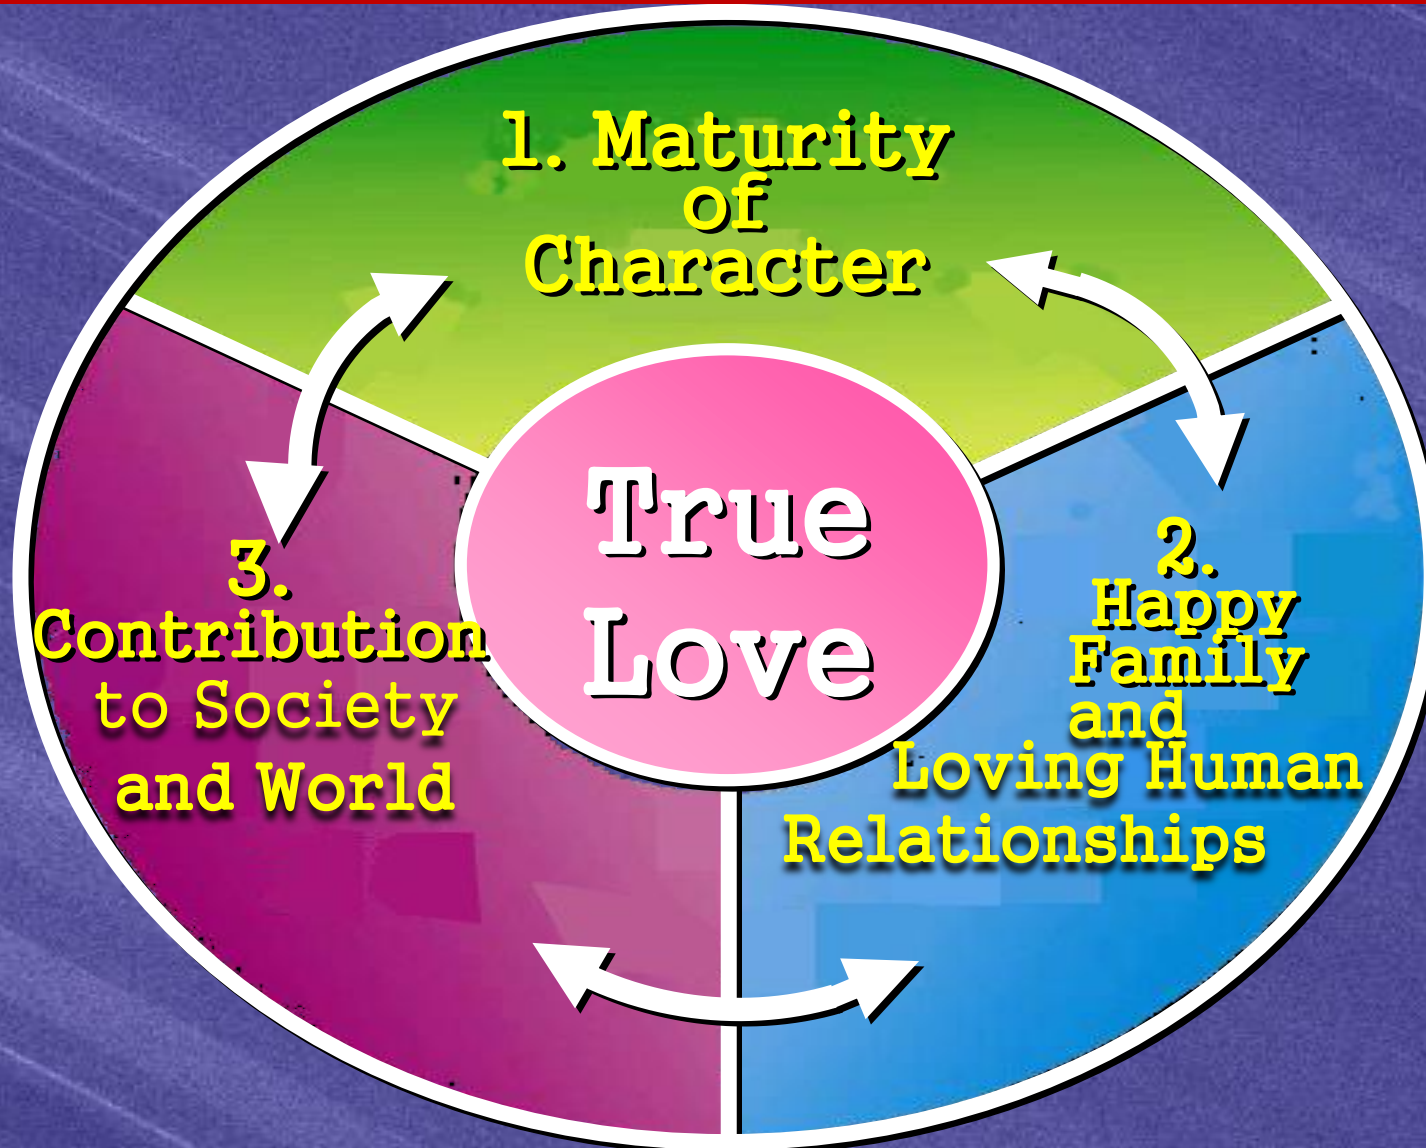 1. Maturity
of
Character
True
Love
2.
Happy
Family
and
Loving Human
Relationships
3.
Contribution
to Society
and World